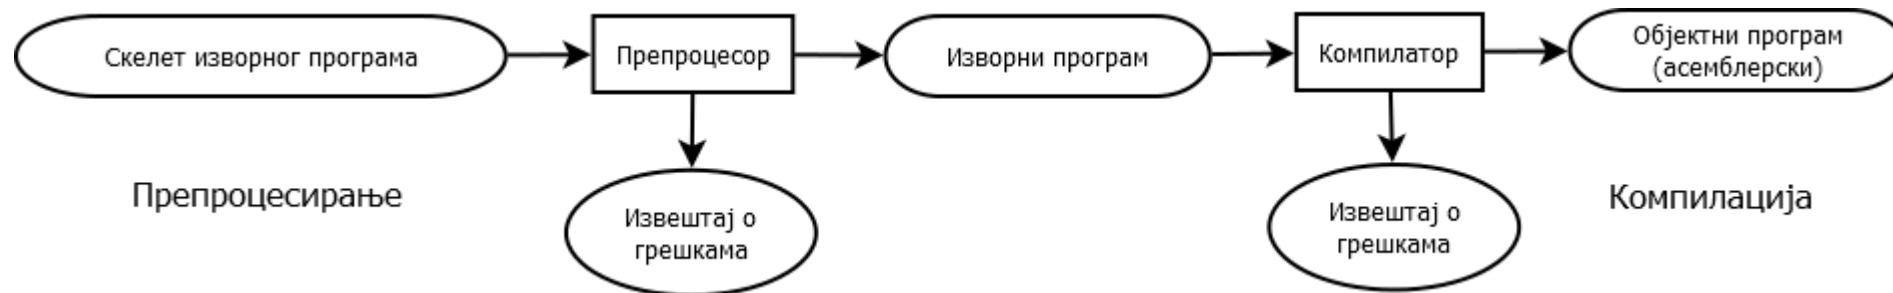 Скелет изворног програма
Препроцесор
Изворни програм
Компилатор
Објектни програм
(асемблерски)
Препроцесирање
Извештај о
грешкама
Извештај о
грешкама
Компилација